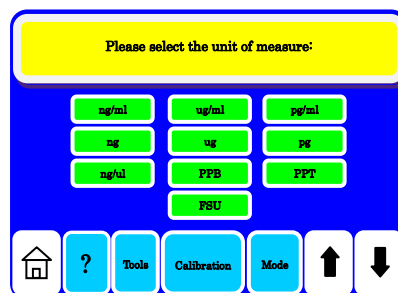 Please select the unit of measure:
ng/ml ug/ml pg/ml
ng ug pg
ng/ul PPB PPT
FSU
? Tools Calibration Mode